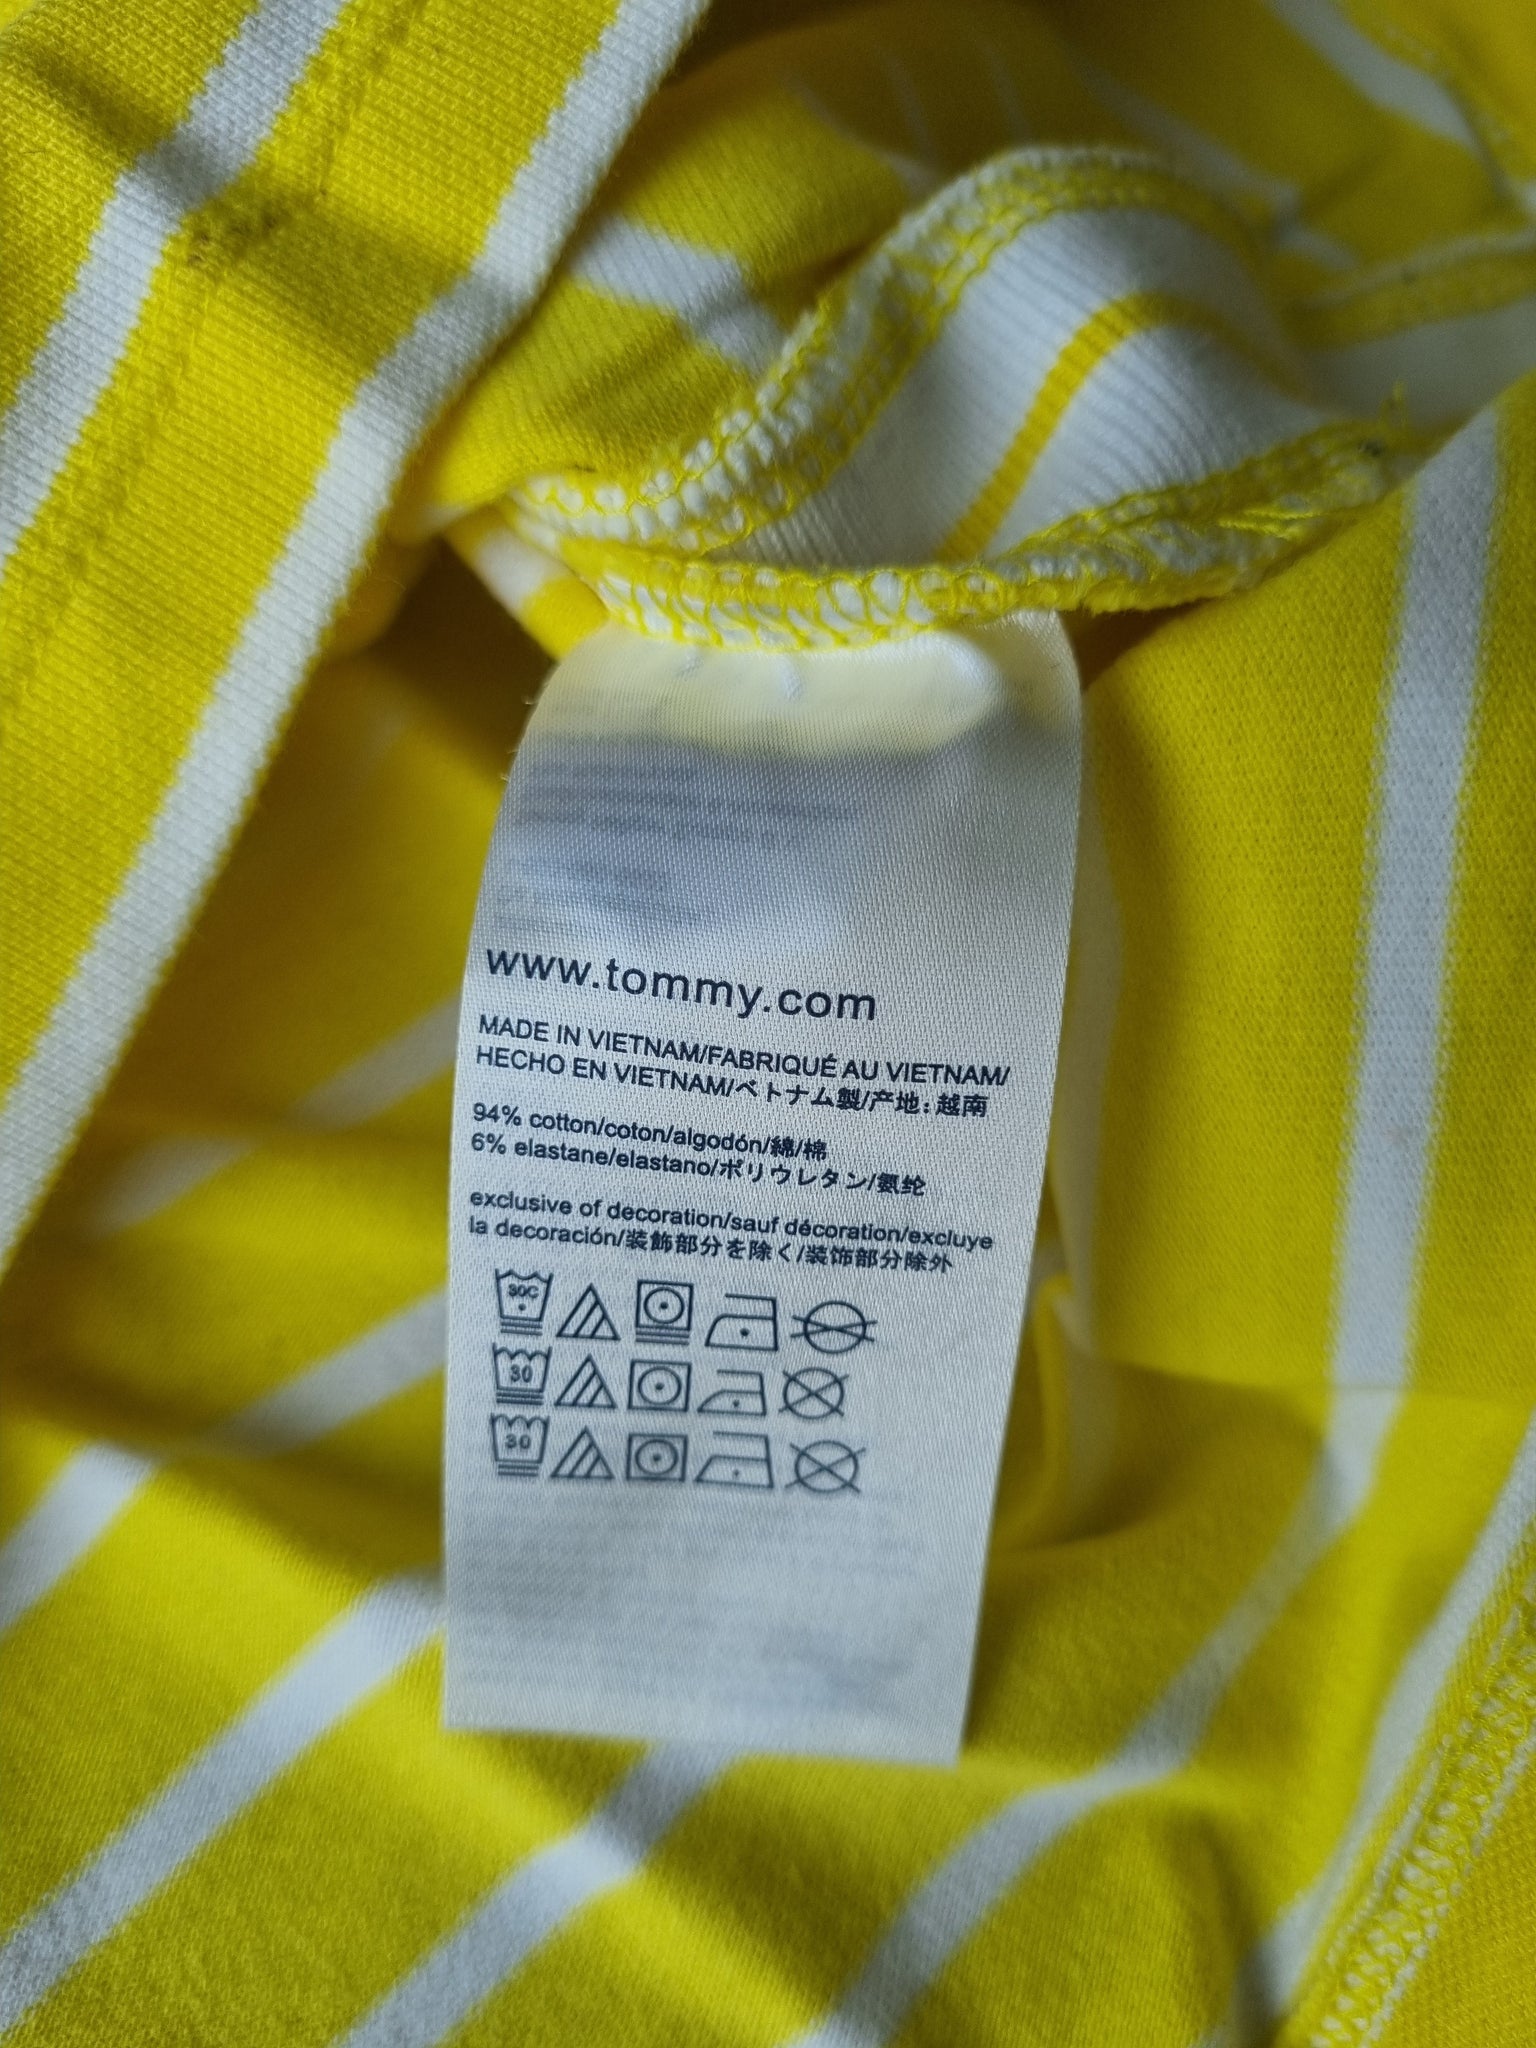 www.tommy.com
MADE IN VIETNAM/FABRIQUÉ AU VIETNAM/
HECHO EN VIETNAM/ベトナム製/产地: 越南
94% cotton/coton/algodón/綿/棉
6% elastane/elastano/ポリウレタン/氨纶
exclusive of decoration/sauf décoration/excluye
la decoración/装飾部分を除く/装饰部分除外
30C
30
30